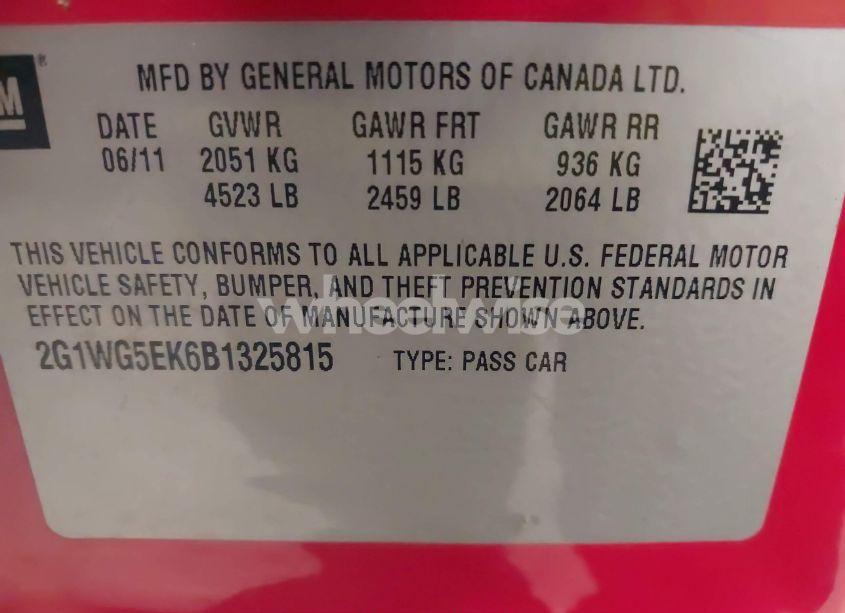 M ®
MFD BY GENERAL MOTORS OF CANADA LTD.
DATE GVWR GAWR FRT GAWR RR
06/11 2051 KG 1115 KG 936 KG
4523 LB 2459 LB 2064 LB
THIS VEHICLE CONFORMS TO ALL APPLICABLE U.S. FEDERAL MOTOR
VEHICLE SAFETY, BUMPER, AND THEFT PREVENTION STANDARDS IN
EFFECT ON THE DATE OF MANUFACTURE SHOWN ABOVE.
wheelwise
2G1WG5EK6B1325815 TYPE: PASS CAR